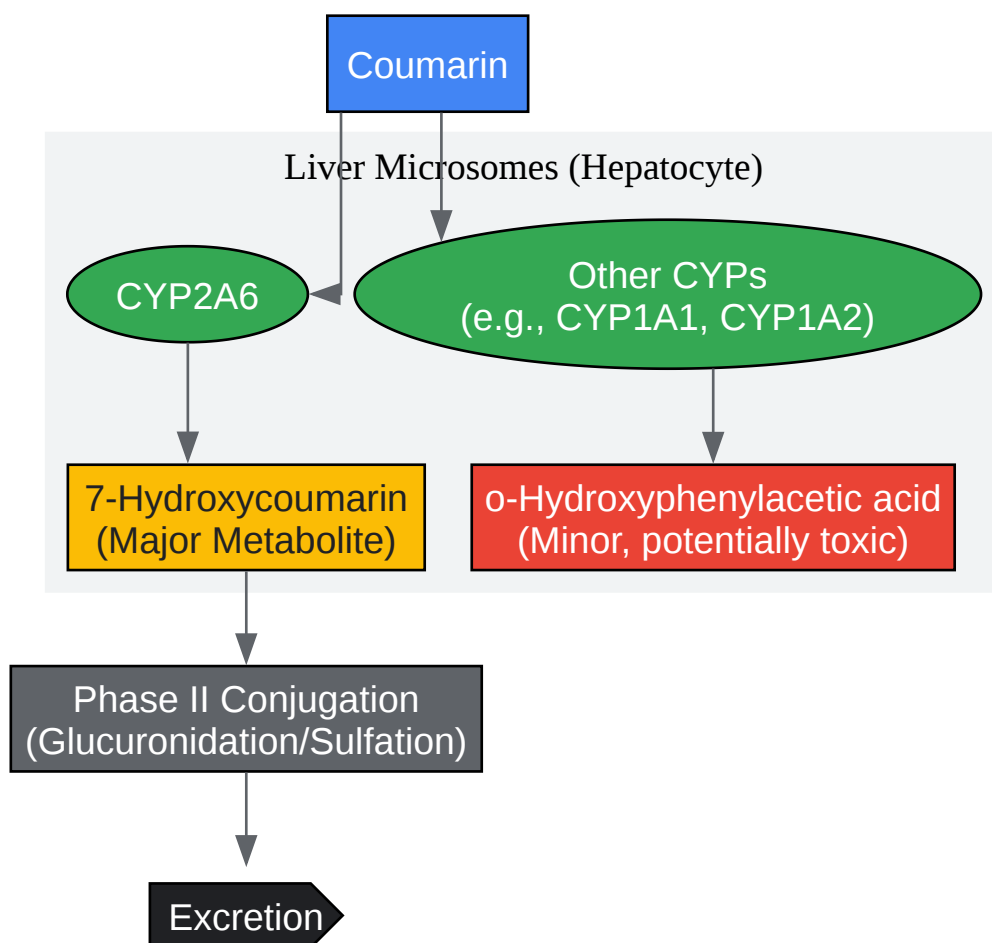 Coumarin
Liver Microsomes (Hepatocyte)
CYP2A6
Other CYPs
(e.g., CYP1A1, CYP1A2)
7-Hydroxycoumarin
(Major Metabolite)
o-Hydroxyphenylacetic acid
(Minor, potentially toxic)
Phase II Conjugation
(Glucuronidation/Sulfation)
Excretion